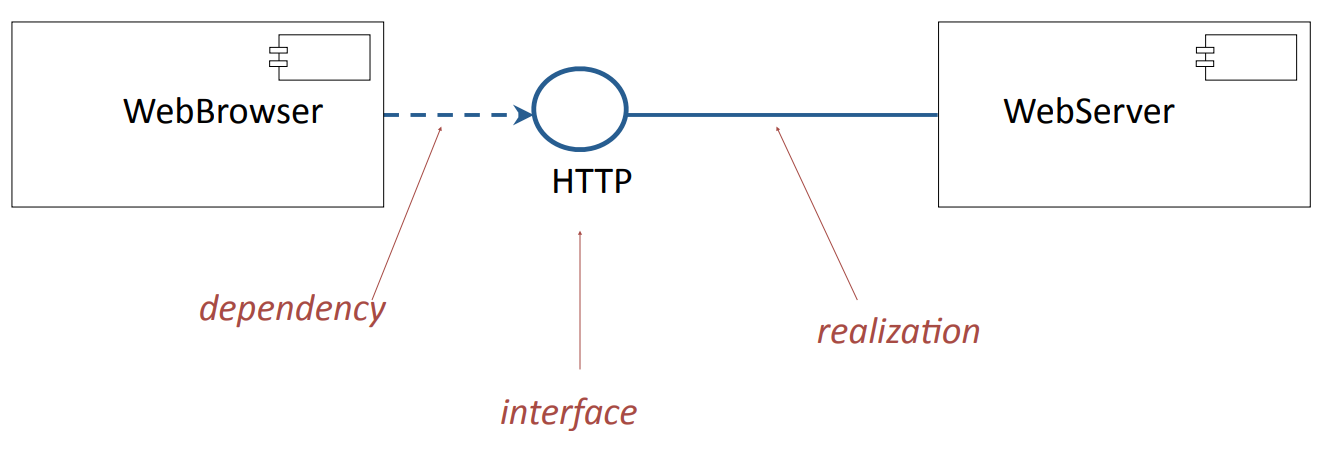 WebBrowser
WebServer
HTTP
dependency
realization
interface